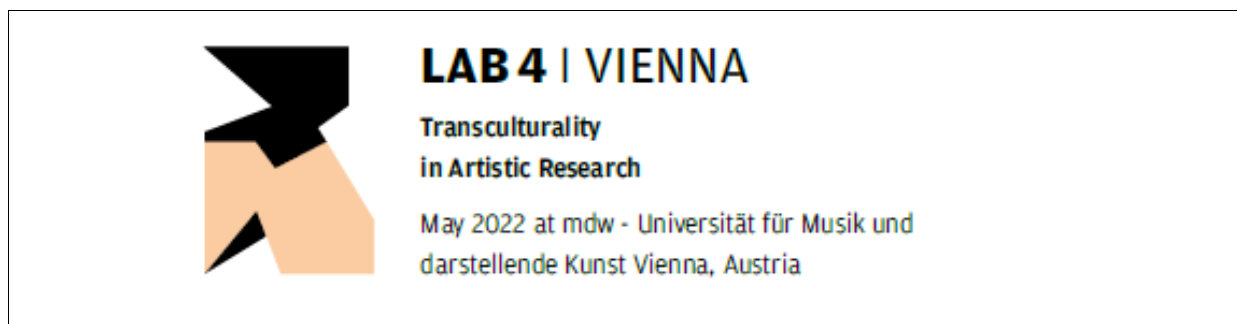 LAB 4 | VIENNA
Transculturality
in Artistic Research
May 2022 at mdw - Universität für Musik und
darstellende Kunst Vienna, Austria